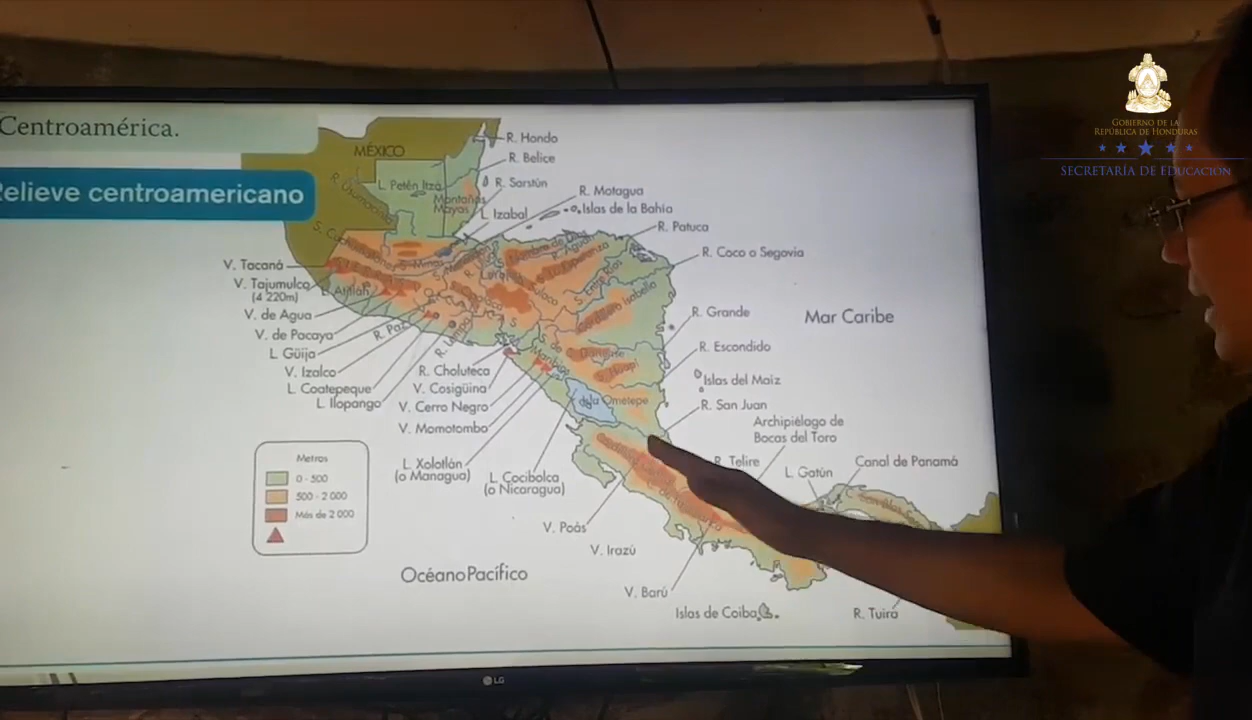 GOBIERNO DE LA
REPÚBLICA DE HONDURAS
SECRETARÍA DE EDUCACIÓN
Centroamérica.
Relieve centroamericano
MÉXICO
R. Hondo
R. Belice
L. Petén Itzá
R. Sarstún
Montañas
Mayas
R. Motagua
L. Izabal
Islas de la Bahía
R. Patuca
R. Coco o Segovia
V. Tacaná
V. Tajumulco
(4 220m)
L. Atitlán
V. de Agua
V. de Pacaya
R. Paz
L. Güija
V. Izalco
L. Coatepeque
L. Ilopango
R. Choluteca
V. Cosigüina
V. Cerro Negro
V. Momotombo
L. Xolotlán
(o Managua)
L. Cocibolca
(o Nicaragua)
Ometepe
R. Grande
Mar Caribe
R. Escondido
Islas del Maíz
R. San Juan
Archipiélago de
Bocas del Toro
R. Telire
L. Gatún
Canal de Panamá
Metros
0 - 500
500 - 2 000
Más de 2 000
V. Poás
V. Irazú
V. Barú
Océano Pacífico
Islas de Coiba
R. Tuira
LG